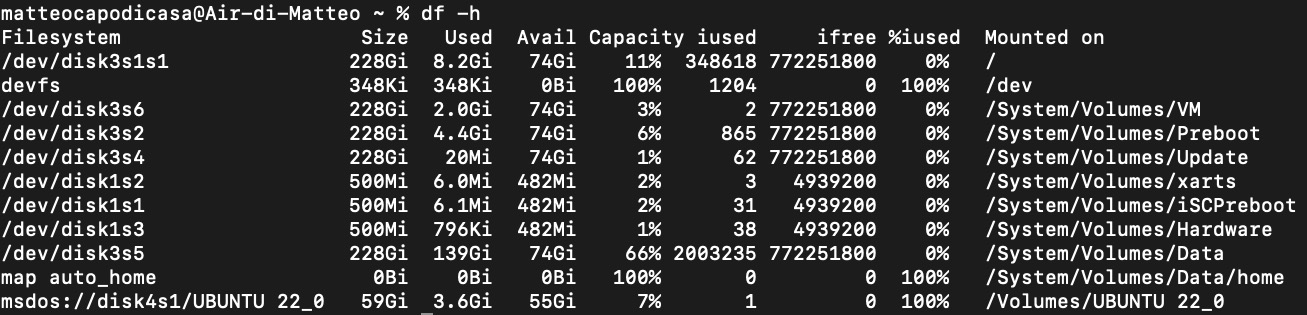 matteocapodicasa@Air-di-Matteo ~ % df -h
Filesystem Size Used Avail Capacity iused ifree %iused Mounted on
/dev/disk3s1s1 228Gi 8.2Gi 74Gi 11% 348618 772251800 0% /
devfs 348Ki 348Ki 0Bi 100% 1204 0 100% /dev
/dev/disk3s6 228Gi 2.0Gi 74Gi 3% 2 772251800 0% /System/Volumes/VM
/dev/disk3s2 228Gi 4.4Gi 74Gi 6% 865 772251800 0% /System/Volumes/Preboot
/dev/disk3s4 228Gi 20Mi 74Gi 1% 62 772251800 0% /System/Volumes/Update
/dev/disk1s2 500Mi 6.0Mi 482Mi 2% 3 4939200 0% /System/Volumes/xarts
/dev/disk1s1 500Mi 6.1Mi 482Mi 2% 31 4939200 0% /System/Volumes/iSCPreboot
/dev/disk1s3 500Mi 796Ki 482Mi 1% 38 4939200 0% /System/Volumes/Hardware
/dev/disk3s5 228Gi 139Gi 74Gi 66% 2003235 772251800 0% /System/Volumes/Data
map auto_home 0Bi 0Bi 0Bi 100% 0 0 100% /System/Volumes/Data/home
msdos://disk4s1/UBUNTU 22_0 59Gi 3.6Gi 55Gi 7% 1 0 100% /Volumes/UBUNTU 22_0